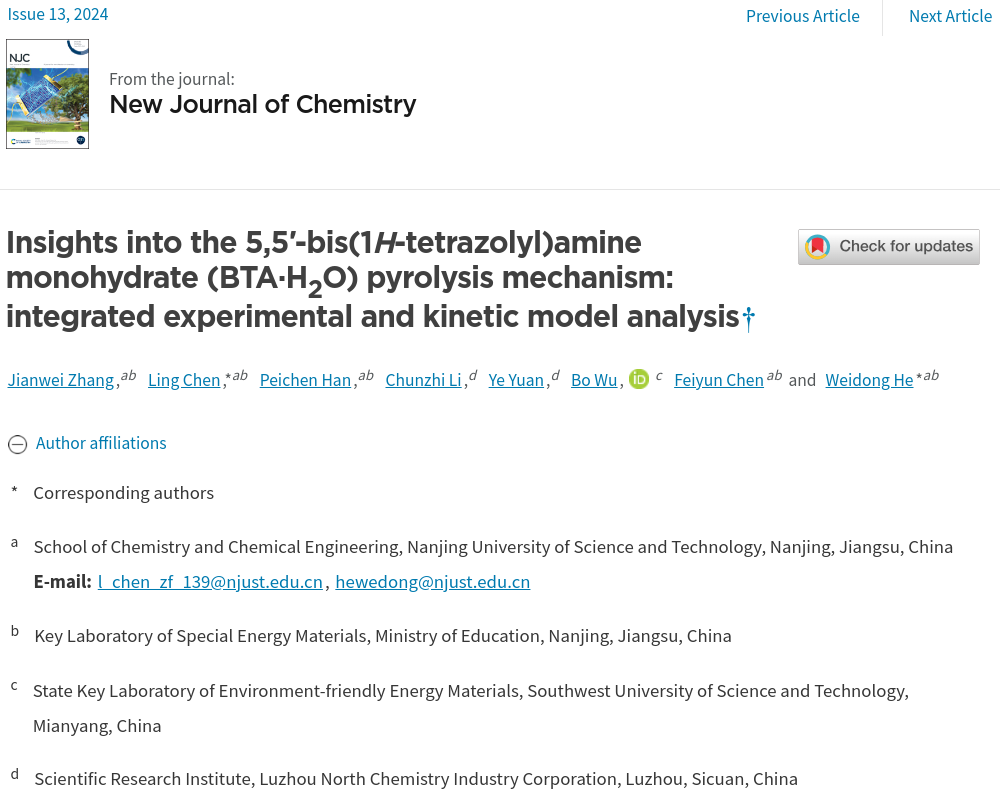 Issue 13, 2024
Previous Article
Next Article
NJC
From the journal:
New Journal of Chemistry
Insights into the 5,5′-bis(1H-tetrazolyl)amine
monohydrate (BTA·H2O) pyrolysis mechanism:
integrated experimental and kinetic model analysis†
Check for updates
Jianwei Zhang,ab Ling Chen,*ab Peichen Han,ab Chunzhi Li,d Ye Yuan,d Bo Wu, iD c Feiyun Chen ab and Weidong He *ab
Author affiliations
* Corresponding authors
a School of Chemistry and Chemical Engineering, Nanjing University of Science and Technology, Nanjing, Jiangsu, China
E-mail: l_chen_zf_139@njust.edu.cn, hewedong@njust.edu.cn
b Key Laboratory of Special Energy Materials, Ministry of Education, Nanjing, Jiangsu, China
c State Key Laboratory of Environment-friendly Energy Materials, Southwest University of Science and Technology,
Mianyang, China
d Scientific Research Institute, Luzhou North Chemistry Industry Corporation, Luzhou, Sicuan, China